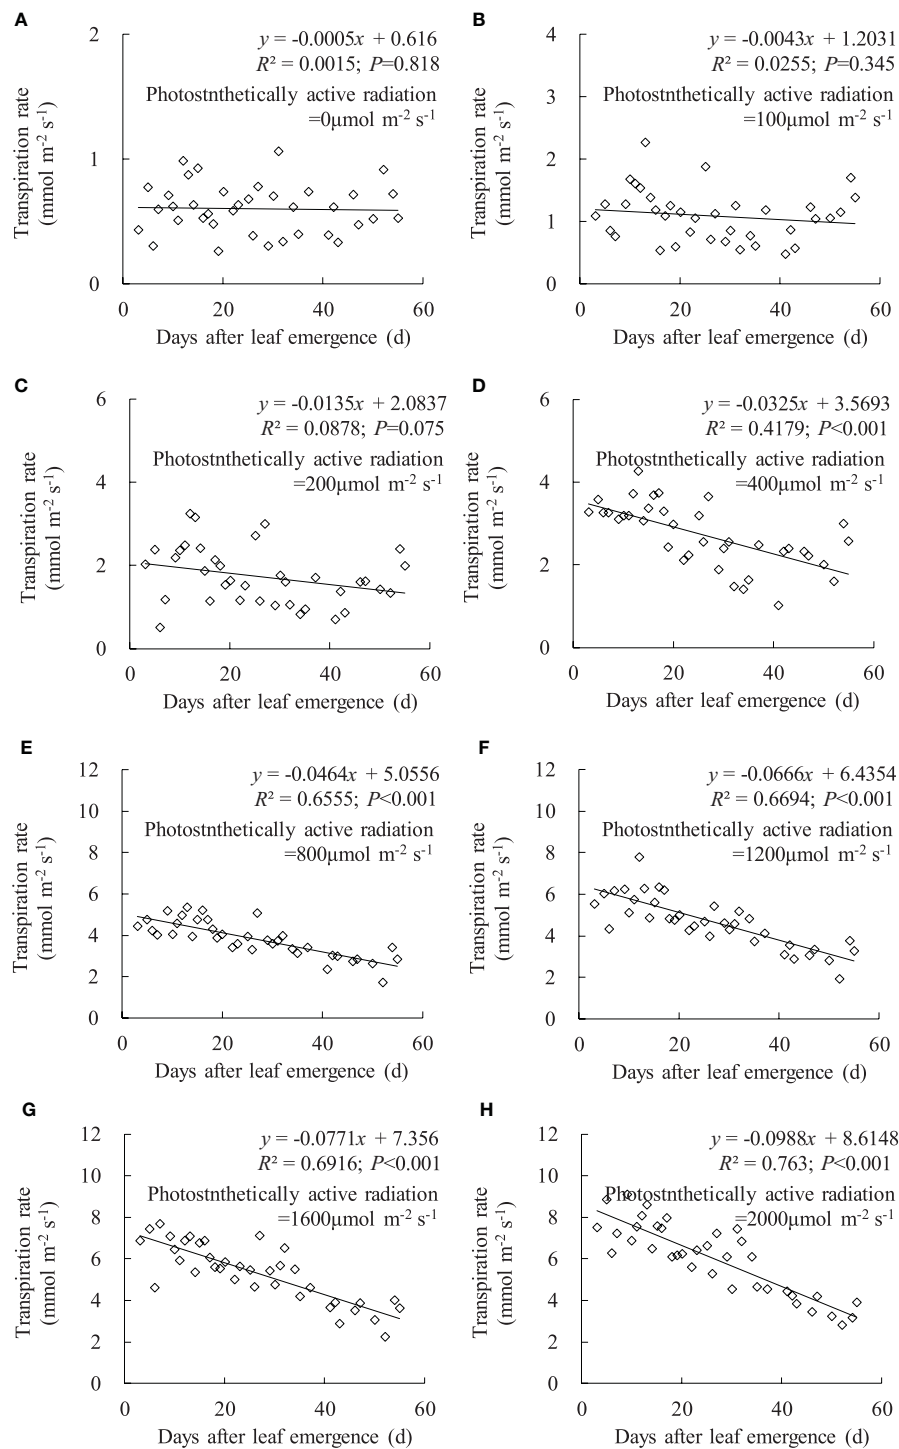 A
y = -0.0005x + 0.616
R² = 0.0015; P=0.818
Photostnthetically active radiation
=0μmol m⁻² s⁻¹
Transpiration rate
(mmol m⁻² s⁻¹)
2
1
0
0 20 40 60
Days after leaf emergence (d)
B
y = -0.0043x + 1.2031
R² = 0.0255; P=0.345
Photostnthetically active radiation
=100μmol m⁻² s⁻¹
Transpiration rate
(mmol m⁻² s⁻¹)
4
3
2
1
0
0 20 40 60
Days after leaf emergence (d)
C
y = -0.0135x + 2.0837
R² = 0.0878; P=0.075
Photostnthetically active radiation
=200μmol m⁻² s⁻¹
Transpiration rate
(mmol m⁻² s⁻¹)
6
4
2
0
0 20 40 60
Days after leaf emergence (d)
D
y = -0.0325x + 3.5693
R² = 0.4179; P<0.001
Photostnthetically active radiation
=400μmol m⁻² s⁻¹
Transpiration rate
(mmol m⁻² s⁻¹)
6
4
2
0
0 20 40 60
Days after leaf emergence (d)
E
y = -0.0464x + 5.0556
R² = 0.6555; P<0.001
Photostnthetically active radiation
=800μmol m⁻² s⁻¹
Transpiration rate
(mmol m⁻² s⁻¹)
12
10
8
6
4
2
0
0 20 40 60
Days after leaf emergence (d)
F
y = -0.0666x + 6.4354
R² = 0.6694; P<0.001
Photostnthetically active radiation
=1200μmol m⁻² s⁻¹
Transpiration rate
(mmol m⁻² s⁻¹)
12
10
8
6
4
2
0
0 20 40 60
Days after leaf emergence (d)
G
y = -0.0771x + 7.356
R² = 0.6916; P<0.001
Photostnthetically active radiation
=1600μmol m⁻² s⁻¹
Transpiration rate
(mmol m⁻² s⁻¹)
12
10
8
6
4
2
0
0 20 40 60
Days after leaf emergence (d)
H
y = -0.0988x + 8.6148
R² = 0.763; P<0.001
Photostnthetically active radiation
=2000μmol m⁻² s⁻¹
Transpiration rate
(mmol m⁻² s⁻¹)
12
10
8
6
4
2
0
0 20 40 60
Days after leaf emergence (d)